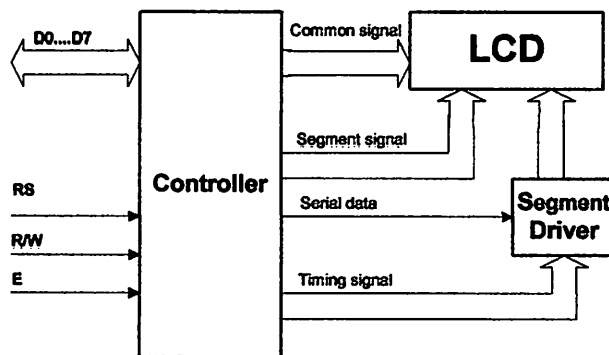 D0....D7
Common signal
LCD
Segment signal
Controller
RS
Serial data
Segment
Driver
R/W
E
Timing signal